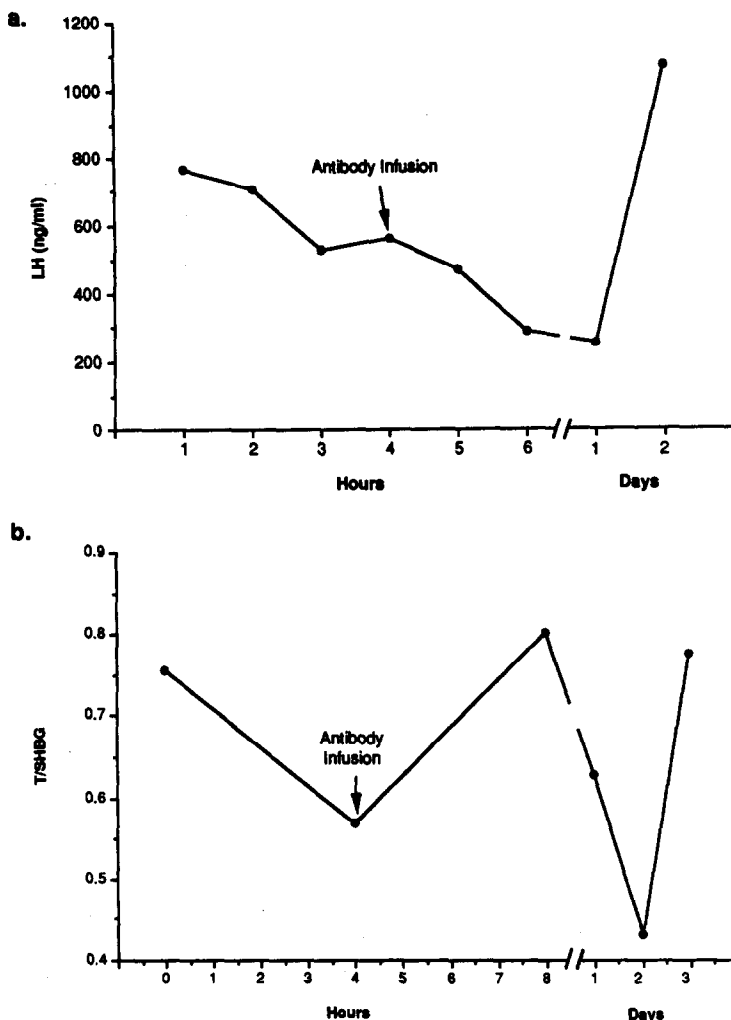 a.
1200
1000
800
600
400
200
0
LH (ng/ml)
Antibody Infusion
1 2 3 4 5 6 1 2
Hours Days
b.
0.9
0.8
0.7
0.6
0.5
0.4
T/SHBG
Antibody
Infusion
0 1 2 3 4 5 6 7 8 1 2 3
Hours Days